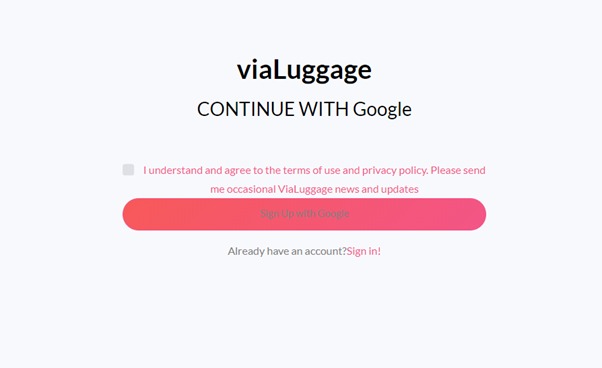 viaLuggage
CONTINUE WITH Google
I understand and agree to the terms of use and privacy policy. Please send
me occasional ViaLuggage news and updates
Sign Up with Google
Already have an account?Sign in!